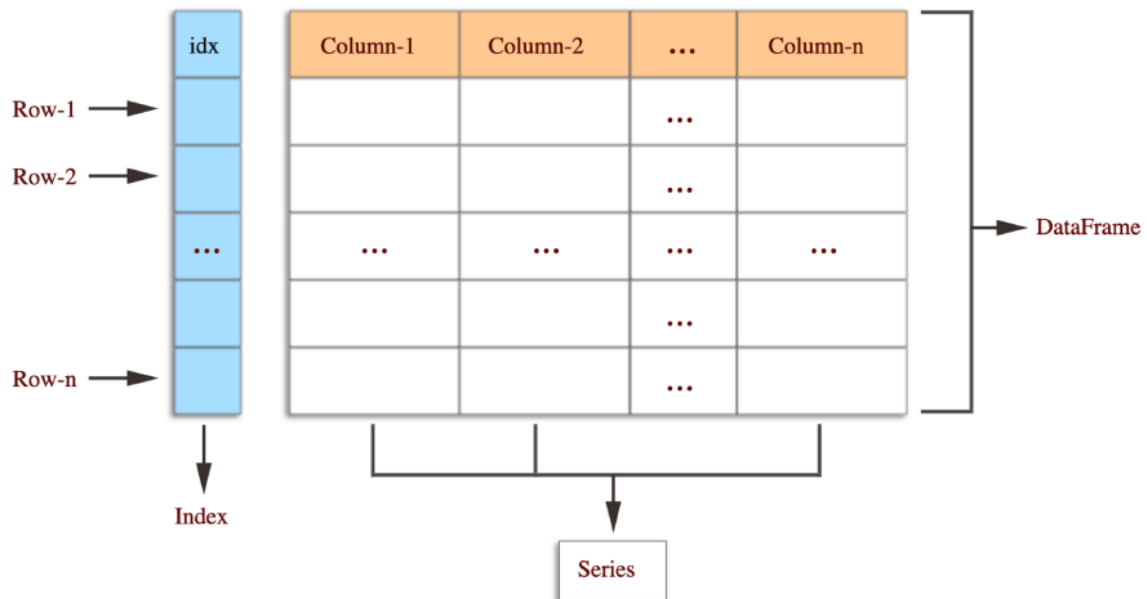 idx Column-1 Column-2 ... Column-n
Row-1 ...
Row-2 ...
... ... ... ... ...
...
Row-n ...
DataFrame
Index
Series